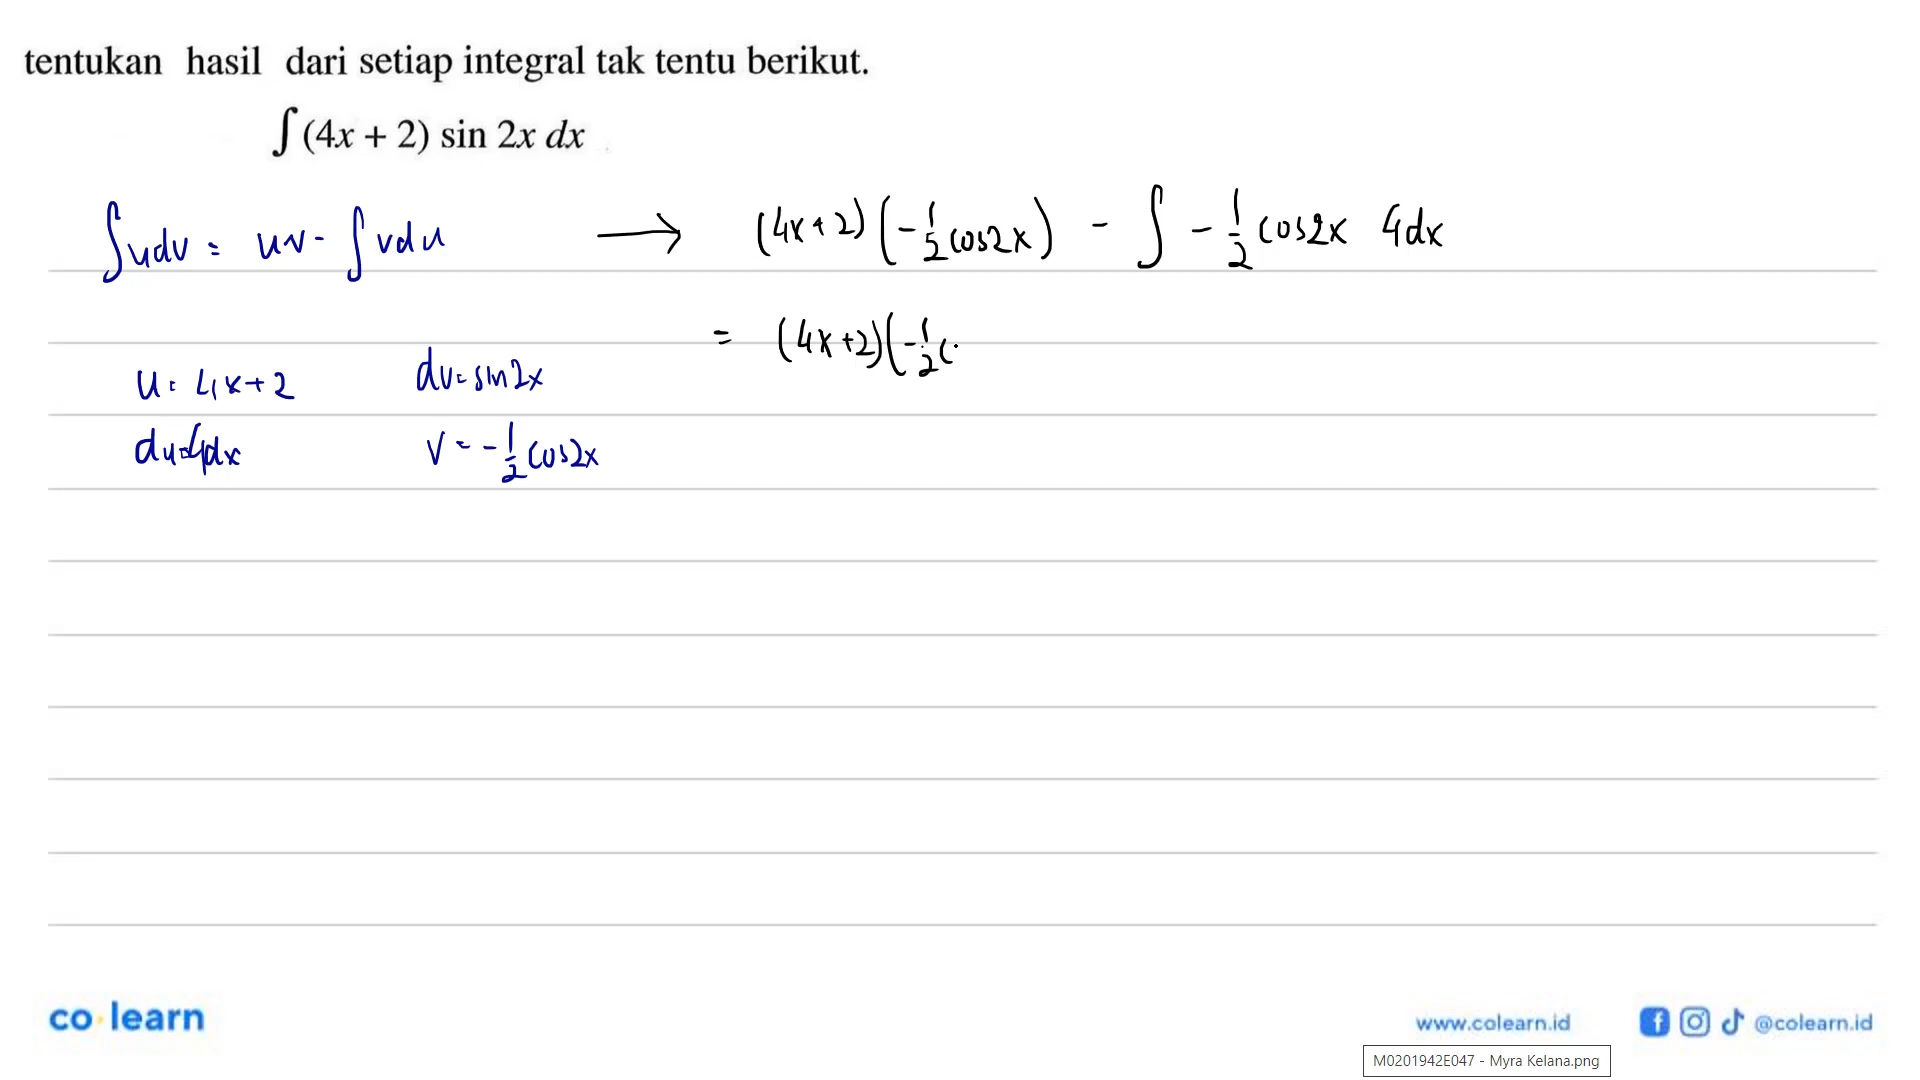 tentukan hasil dari setiap integral tak tentu berikut.
∫(4x + 2) sin 2x dx
∫udv = uv - ∫vdu → (4x+2)(-1/2 cos2x) - ∫ -1/2 cos2x 4dx
= (4x+2)(-1/2 (
u = 4x+2 dv = sin2x
du=4dx v = -1/2 cos2x
co learn
www.colearn.id @colearn.id
M0201942E047 - Myra Kelana.png